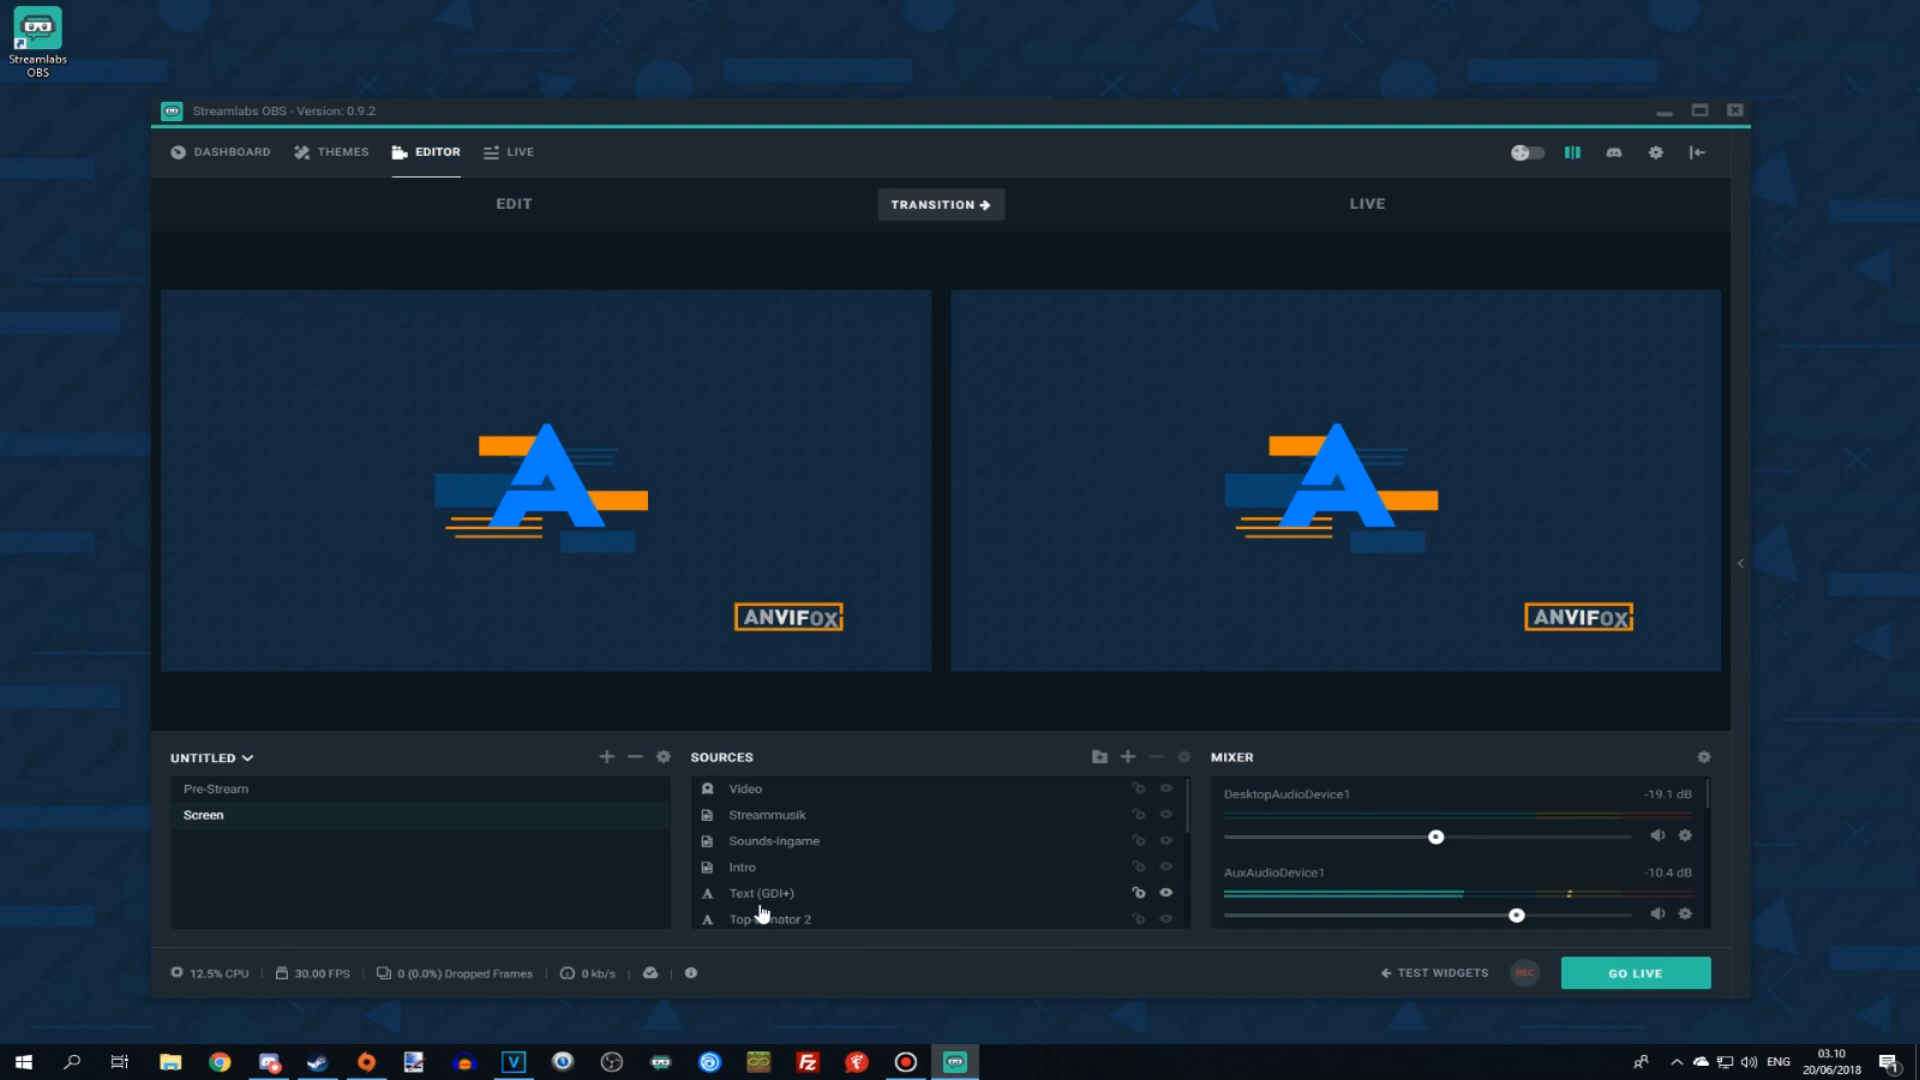 Streamlabs
OBS
Streamlabs OBS - Version: 0.9.2
DASHBOARD
THEMES
EDITOR
LIVE
EDIT
TRANSITION
LIVE
ANVIFOX
ANVIFOX
UNTITLED
Pre-Stream
Screen
SOURCES
Video
Streammusik
Sounds-Ingame
Intro
Text (GDI+)
2
MIXER
DesktopAudioDevice1
-19.1 dB
AuxAudioDevice1
-10.4 dB
12.5% CPU
30.00 FPS
0 (0.0%) Dropped Frames
0 kb/s
TEST WIDGETS
REC
GO LIVE
ENG
03.10
20/06/2018
1